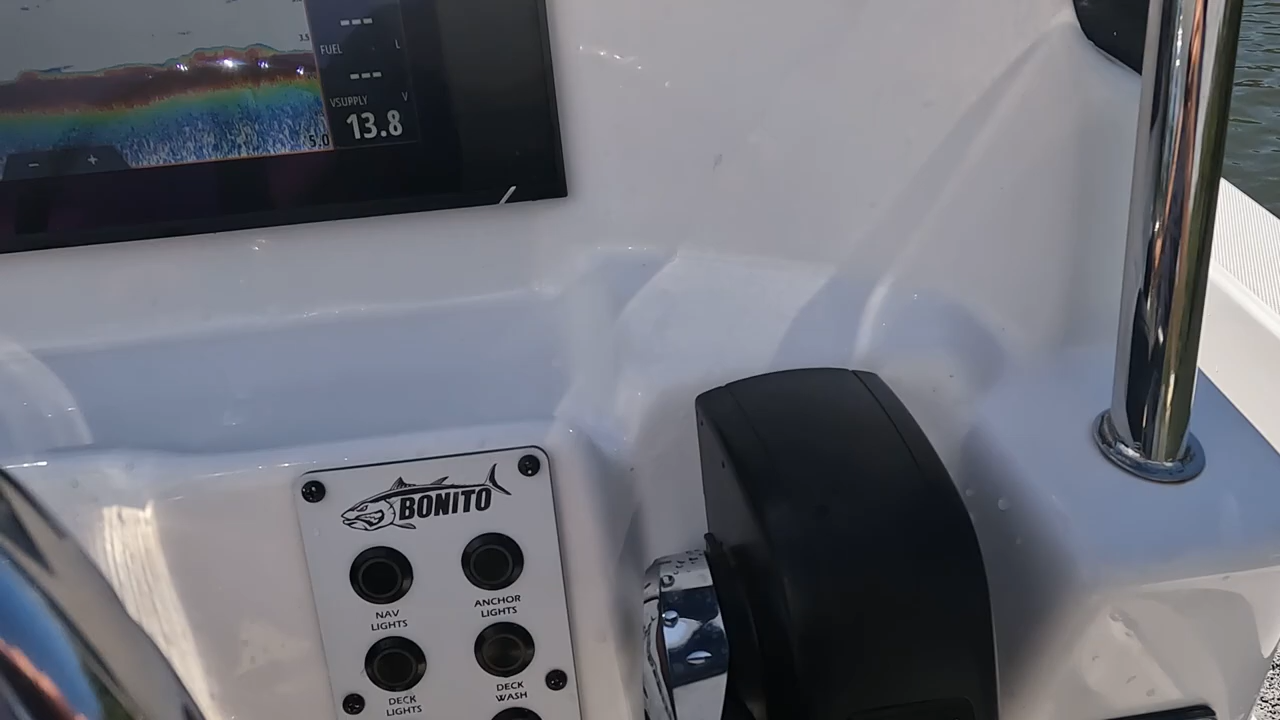 3.5
---
FUEL L
---
VSUPPLY V
13.8
5.0
- +
BONITO
NAV
LIGHTS
ANCHOR
LIGHTS
DECK
LIGHTS
DECK
WASH